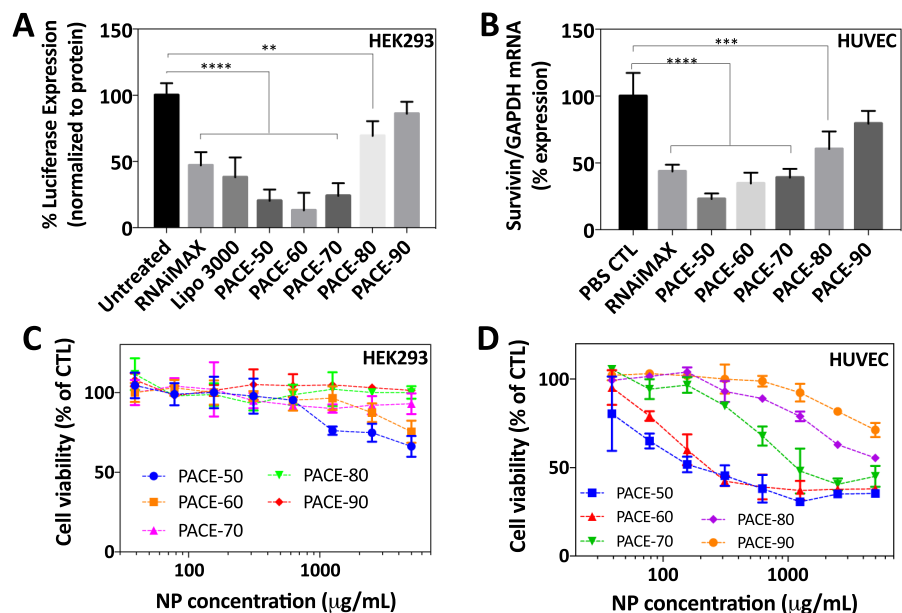 A
HEK293
% Luciferase Expression
(normalized to protein)
150
100
50
0
**
****
Untreated
RNAiMAX
Lipo 3000
PACE-50
PACE-60
PACE-70
PACE-80
PACE-90
B
HUVEC
Survivin/GAPDH mRNA
(% expression)
150
100
50
0
***
****
PBS CTL
RNAiMAX
PACE-50
PACE-60
PACE-70
PACE-80
PACE-90
C
HEK293
Cell viability (% of CTL)
100
50
0
PACE-50
PACE-60
PACE-70
PACE-80
PACE-90
100
1000
NP concentration (μg/mL)
D
HUVEC
Cell viability (% of CTL)
100
50
0
PACE-50
PACE-60
PACE-70
PACE-80
PACE-90
100
1000
NP concentration (μg/mL)